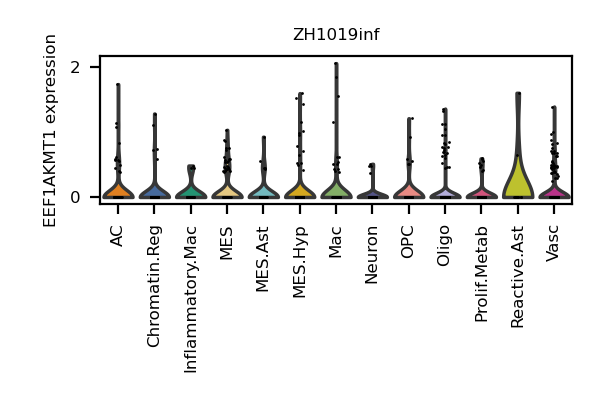 ZH1019inf
EEF1AKMT1 expression
2
0
AC
Chromatin.Reg
Inflammatory.Mac
MES
MES.Ast
MES.Hyp
Mac
Neuron
OPC
Oligo
Prolif.Metab
Reactive.Ast
Vasc